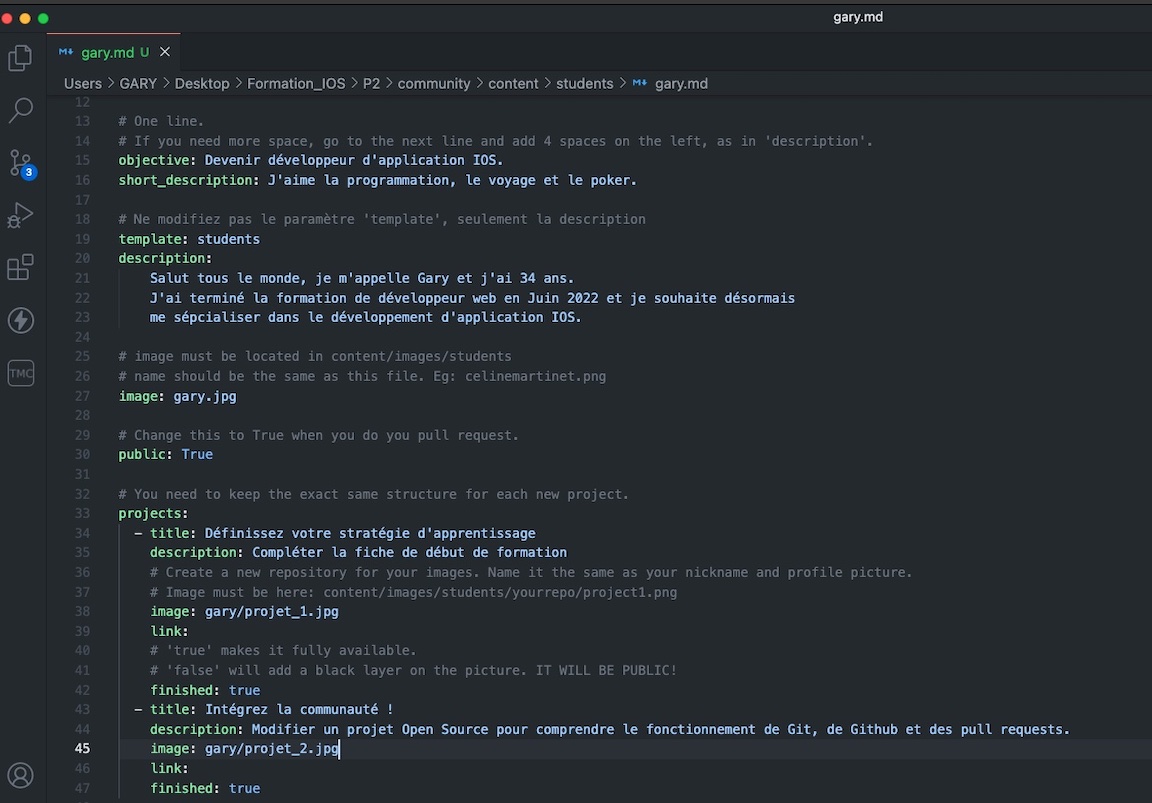 gary.md
gary.md U
Users > GARY > Desktop > Formation_IOS > P2 > community > content > students > gary.md
12
13 # One line.
14 # If you need more space, go to the next line and add 4 spaces on the left, as in 'description'.
15 objective: Devenir développeur d'application IOS.
16 short_description: J'aime la programmation, le voyage et le poker.
17
18 # Ne modifiez pas le paramètre 'template', seulement la description
19 template: students
20 description:
21 Salut tous le monde, je m'appelle Gary et j'ai 34 ans.
22 J'ai terminé la formation de développeur web en Juin 2022 et je souhaite désormais
23 me sépcialiser dans le développement d'application IOS.
24
25 # image must be located in content/images/students
26 # name should be the same as this file. Eg: celinemartinet.png
27 image: gary.jpg
28
29 # Change this to True when you do you pull request.
30 public: True
31
32 # You need to keep the exact same structure for each new project.
33 projects:
34 - title: Définissez votre stratégie d'apprentissage
35 description: Compléter la fiche de début de formation
36 # Create a new repository for your images. Name it the same as your nickname and profile picture.
37 # Image must be here: content/images/students/yourrepo/project1.png
38 image: gary/projet_1.jpg
39 link:
40 # 'true' makes it fully available.
41 # 'false' will add a black layer on the picture. IT WILL BE PUBLIC!
42 finished: true
43 - title: Intégrez la communauté !
44 description: Modifier un projet Open Source pour comprendre le fonctionnement de Git, de Github et des pull requests.
45 image: gary/projet_2.jpg
46 link:
47 finished: true
3
TMC